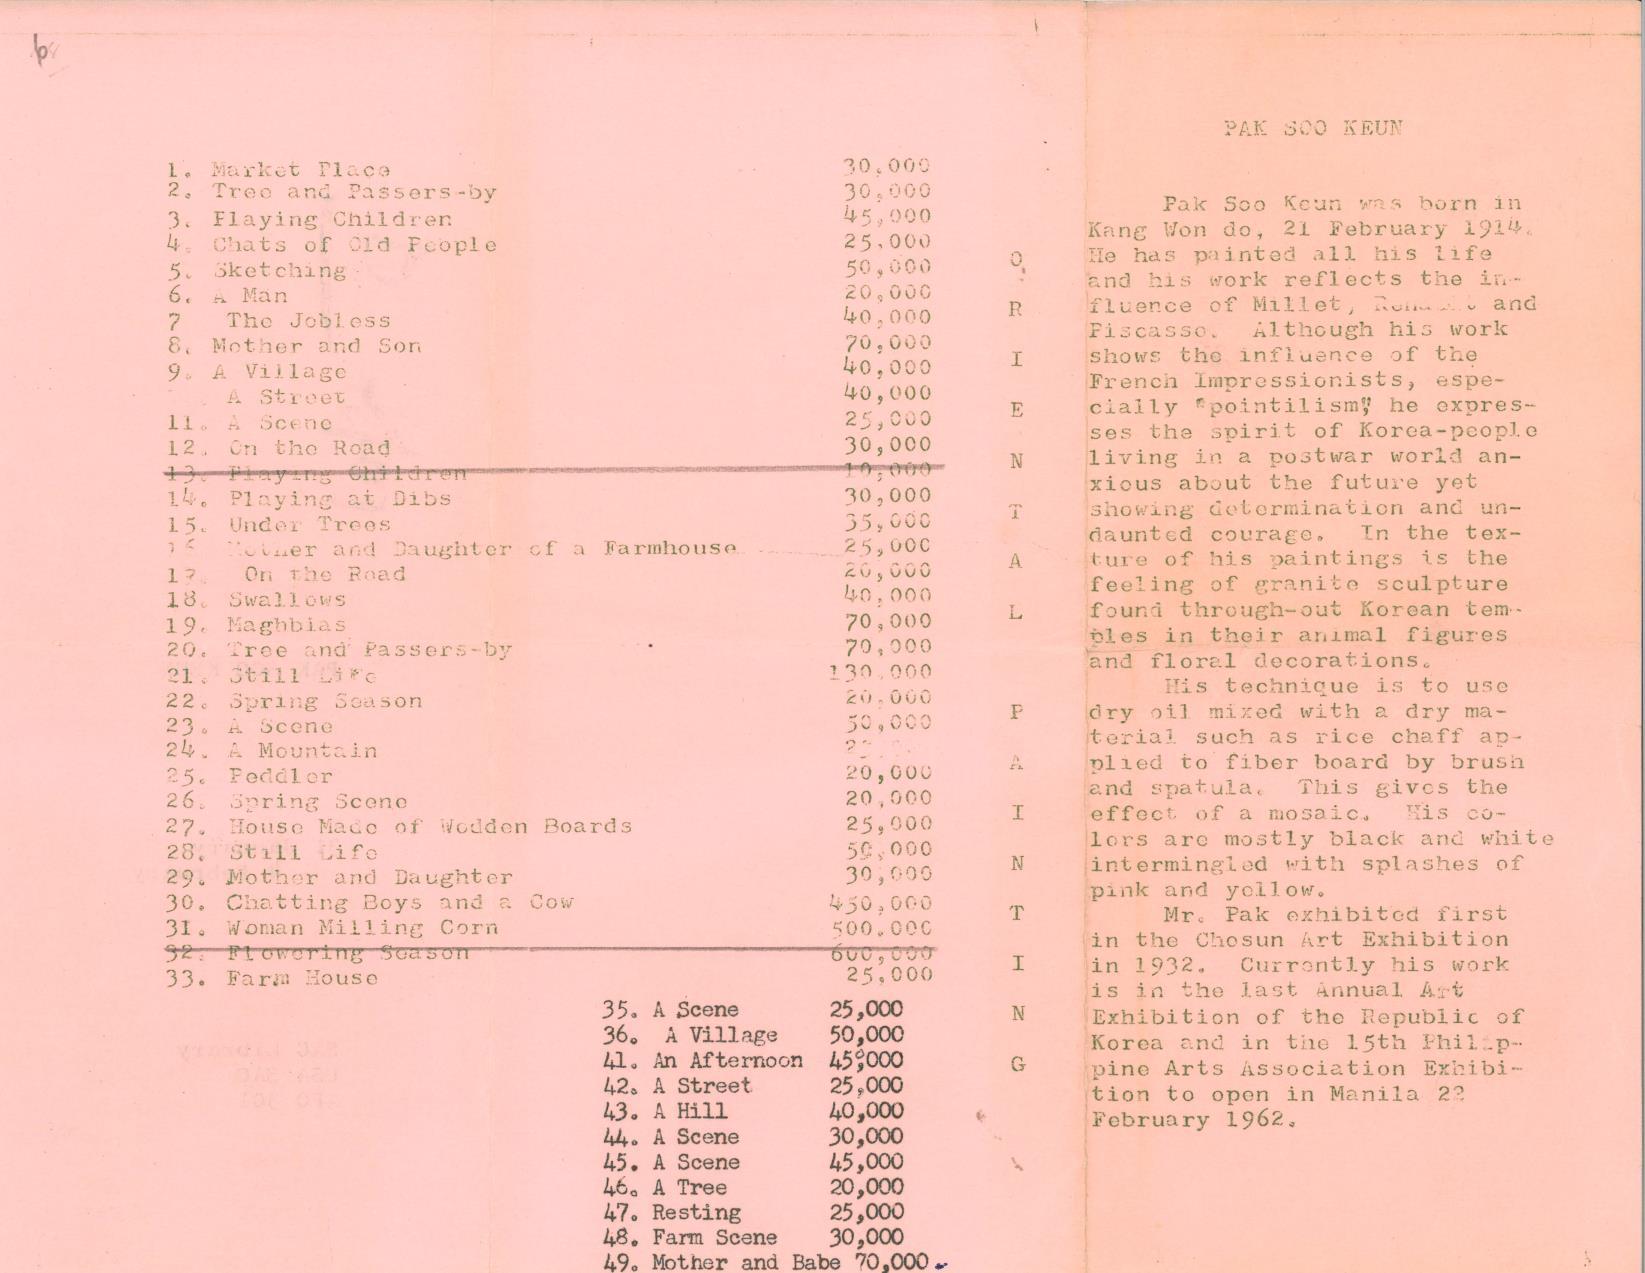 6
1. Market Place 30,000
2. Tree and Passers-by 30,000
3. Playing Children 45,000
4. Chats of Old People 25,000
5. Sketching 50,000
6. A Man 20,000
7 The Jobless 40,000
8. Mother and Son 70,000
9. A Village 40,000
A Street 40,000
11. A Scene 25,000
12. On the Road 30,000
13. Playing Children 10,000
14. Playing at Dibs 30,000
15. Under Trees 35,000
16 Mother and Daughter of a Farmhouse 25,000
17. On the Road 20,000
18. Swallows 40,000
19. Maghbias 70,000
20. Tree and Passers-by 70,000
21. Still Life 130,000
22. Spring Season 20,000
23. A Scene 50,000
24. A Mountain
25. Peddler 20,000
26. Spring Scene 20,000
27. House Made of Wodden Boards 25,000
28. Still Life 50,000
29. Mother and Daughter 30,000
30. Chatting Boys and a Cow 450,000
31. Woman Milling Corn 500.000
32. Flowering Season 600,000
33. Farm House 25,000
35. A Scene 25,000
36. A Village 50,000
41. An Afternoon 45,000
42. A Street 25,000
43. A Hill 40,000
44. A Scene 30,000
45. A Scene 45,000
46. A Tree 20,000
47. Resting 25,000
48. Farm Scene 30,000
49. Mother and Babe 70,000.
O
R
I
E
N
T
A
L
P
A
I
N
T
I
N
G
PAK SOO KEUN
Pak Soo Keun was born in
Kang Won do, 21 February 1914.
He has painted all his life
and his work reflects the in-
fluence of Millet, and
Piscasso. Although his work
shows the influence of the
French Impressionists, espe-
cially "pointilism," he expres-
ses the spirit of Korea-people
living in a postwar world an-
xious about the future yet
showing determination and un-
daunted courage. In the tex-
ture of his paintings is the
feeling of granite sculpture
found through-out Korean tem-
ples in their animal figures
and floral decorations.
His technique is to use
dry oil mixed with a dry ma-
terial such as rice chaff ap-
plied to fiber board by brush
and spatula. This gives the
effect of a mosaic. His co-
lors are mostly black and white
intermingled with splashes of
pink and yellow.
Mr. Pak exhibited first
in the Chosun Art Exhibition
in 1932. Currently his work
is in the last Annual Art
Exhibition of the Republic of
Korea and in the 15th Philip-
pine Arts Association Exhibi-
tion to open in Manila 22
February 1962.